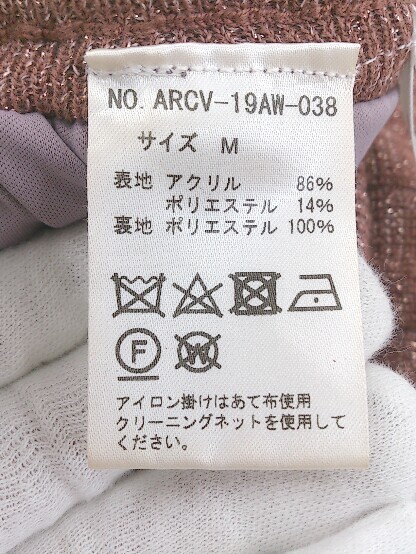 NO. ARCV-19AW-038
サイズ M
表地 アクリル 86%
ポリエステル 14%
裏地 ポリエステル 100%
F W
アイロン掛けはあて布使用
クリーニングネットを使用して
ください。